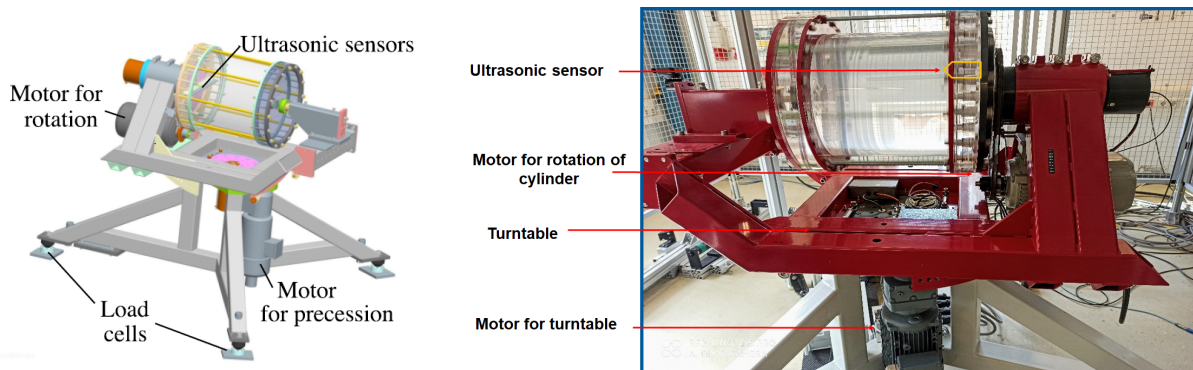 Ultrasonic sensors
Motor for
rotation
Motor
for precession
Load
cells
Ultrasonic sensor
Motor for rotation of
cylinder
Turntable
Motor for turntable